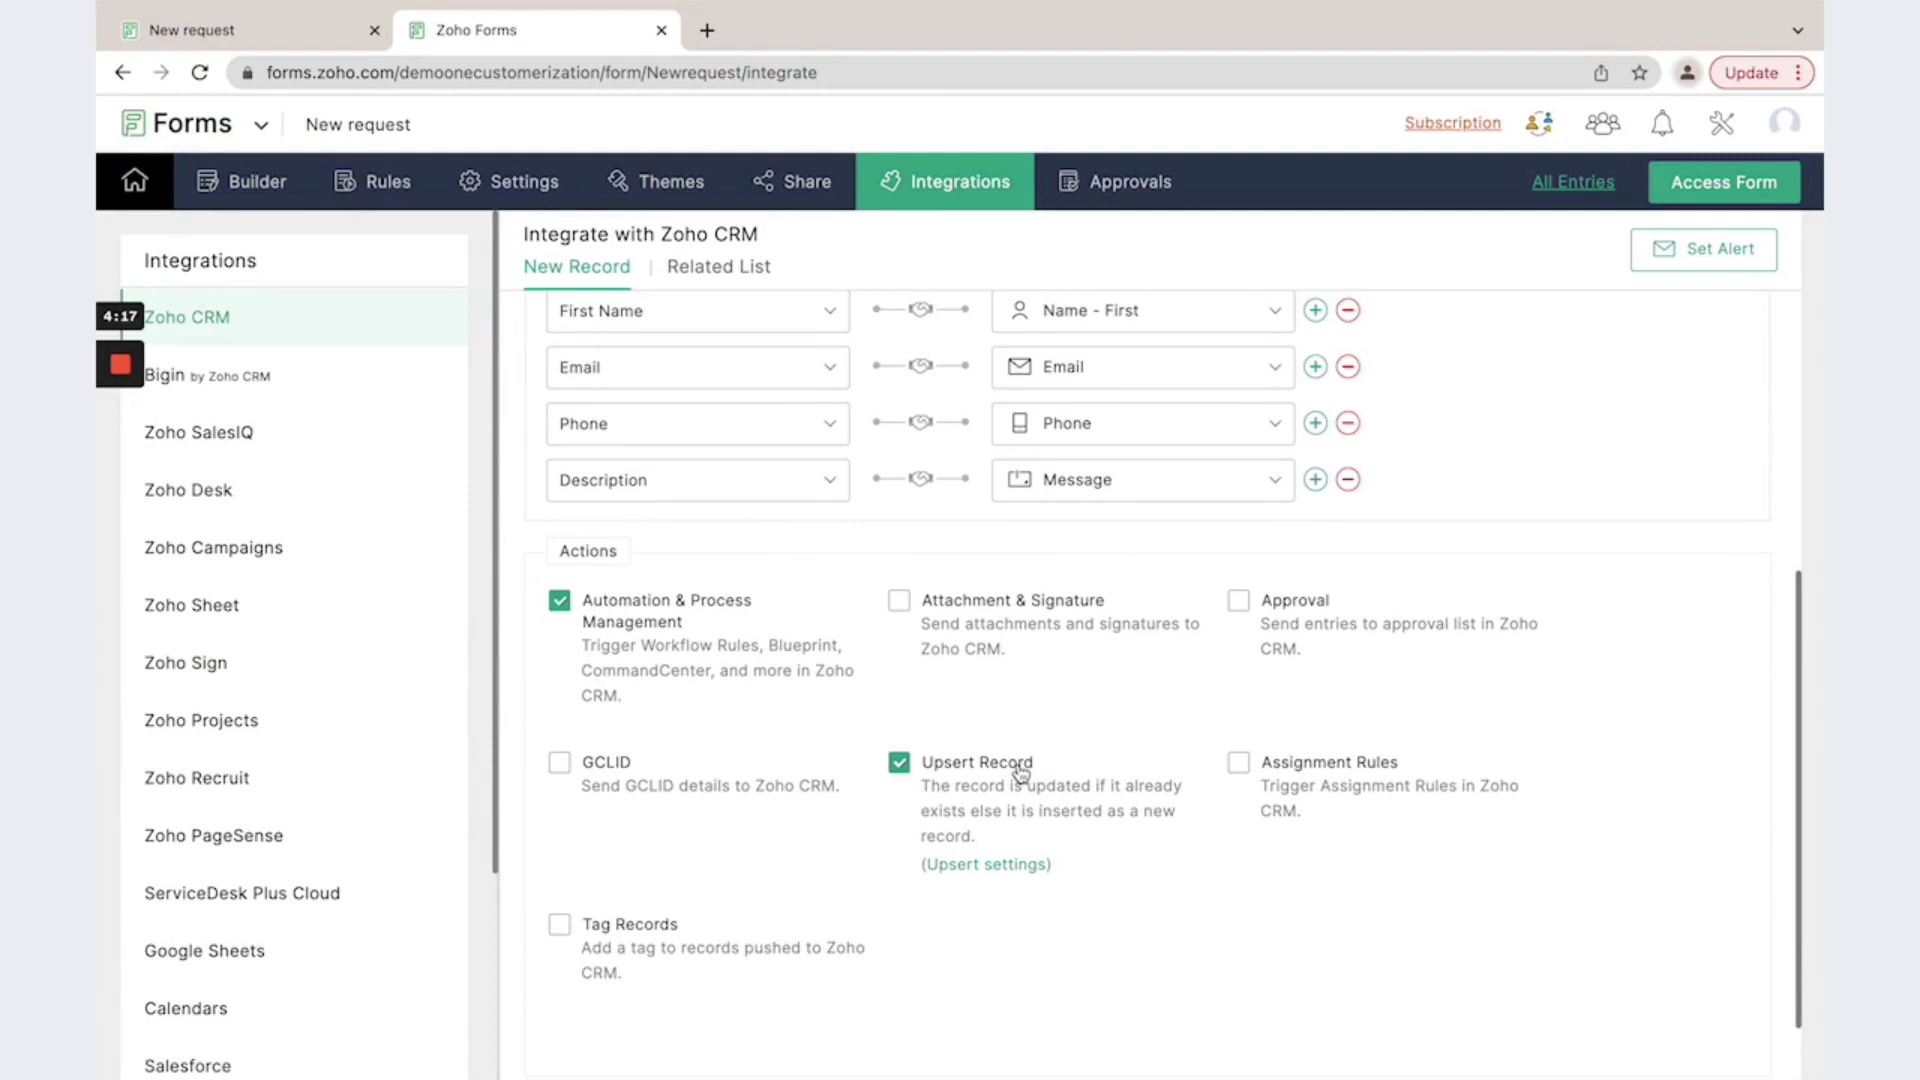 New request
Zoho Forms
forms.zoho.com/demoonecustomerization/form/Newrequest/integrate
Update
Forms
New request
Subscription
Builder
Rules
Settings
Themes
Share
Integrations
Approvals
All Entries
Access Form
Integrations
Zoho CRM
4:17
Bigin by Zoho CRM
Zoho SalesIQ
Zoho Desk
Zoho Campaigns
Zoho Sheet
Zoho Sign
Zoho Projects
Zoho Recruit
Zoho PageSense
ServiceDesk Plus Cloud
Google Sheets
Calendars
Salesforce
Integrate with Zoho CRM
New Record
Related List
Set Alert
First Name
Name - First
Email
Email
Phone
Phone
Description
Message
Actions
Automation & Process
Management
Trigger Workflow Rules, Blueprint,
CommandCenter, and more in Zoho
CRM.
Attachment & Signature
Send attachments and signatures to
Zoho CRM.
Approval
Send entries to approval list in Zoho
CRM.
GCLID
Send GCLID details to Zoho CRM.
Upsert Record
The record is updated if it already
exists else it is inserted as a new
record.
(Upsert settings)
Assignment Rules
Trigger Assignment Rules in Zoho
CRM.
Tag Records
Add a tag to records pushed to Zoho
CRM.